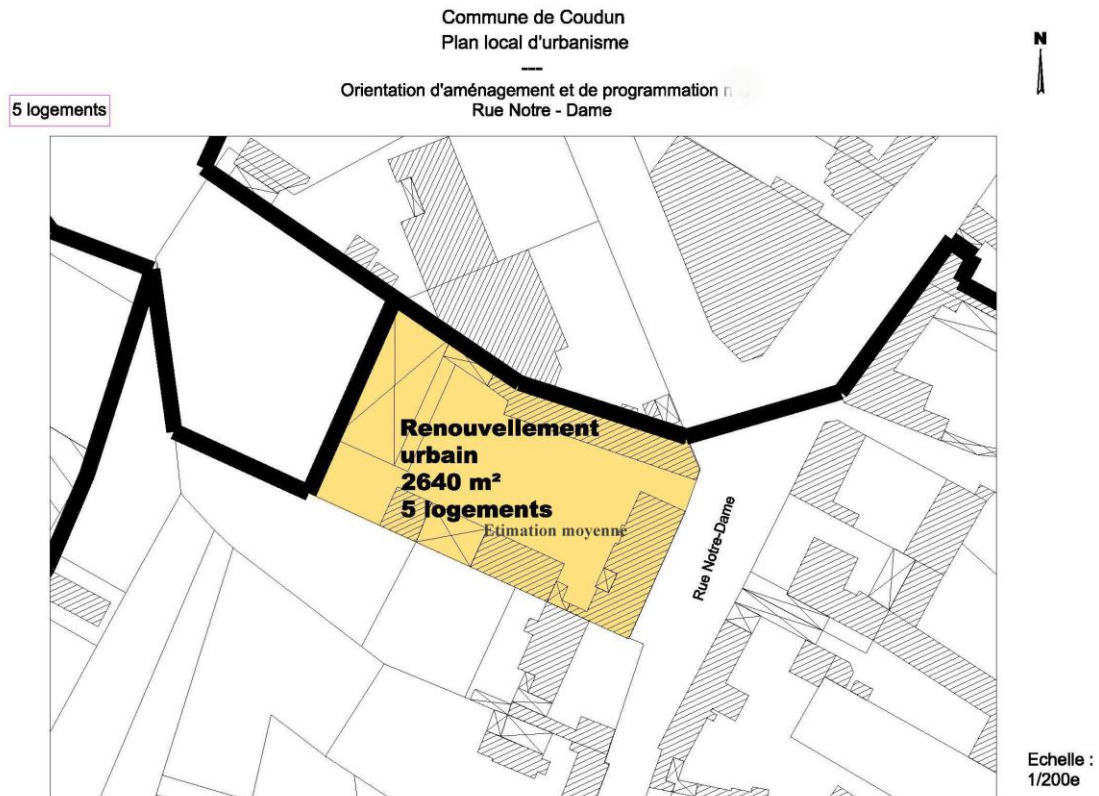 Commune de Coudun
Plan local d'urbanisme
---
Orientation d'aménagement et de programmation
Rue Notre - Dame
N
5 logements
Renouvellement
urbain
2640 m²
5 logements
Etimation moyenne
Rue Notre-Dame
Echelle :
1/200e